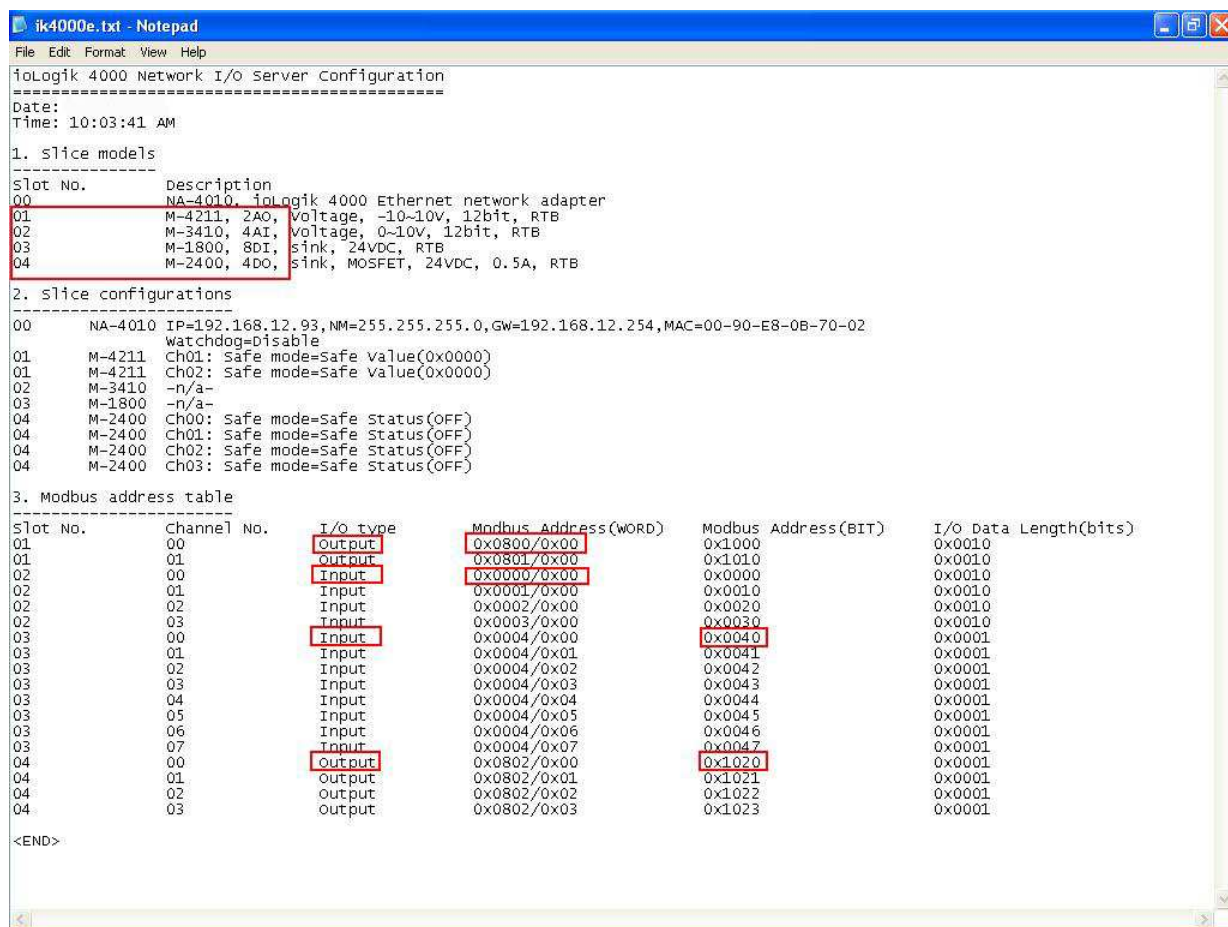 ik4000e.txt - Notepad
File Edit Format View Help
ioLogik 4000 Network I/O Server Configuration
=============================================
Date:
Time: 10:03:41 AM
1. Slice models
---------------
Slot No. Description
00 NA-4010, ioLogik 4000 Ethernet network adapter
01 M-4211, 2AO, Voltage, -10~10V, 12bit, RTB
02 M-3410, 4AI, Voltage, 0~10V, 12bit, RTB
03 M-1800, 8DI, sink, 24VDC, RTB
04 M-2400, 4DO, sink, MOSFET, 24VDC, 0.5A, RTB
2. Slice configurations
-----------------------
00 NA-4010 IP=192.168.12.93,NM=255.255.255.0,GW=192.168.12.254,MAC=00-90-E8-0B-70-02
Watchdog=Disable
01 M-4211 Ch01: Safe mode=Safe Value(0x0000)
01 M-4211 Ch02: Safe mode=Safe Value(0x0000)
02 M-3410 -n/a-
03 M-1800 -n/a-
04 M-2400 Ch00: Safe mode=Safe Status(OFF)
04 M-2400 Ch01: Safe mode=Safe Status(OFF)
04 M-2400 Ch02: Safe mode=Safe Status(OFF)
04 M-2400 Ch03: Safe mode=Safe Status(OFF)
3. Modbus address table
-----------------------
Slot No. Channel No. I/O type Modbus Address(WORD) Modbus Address(BIT) I/O Data Length(bits)
01 00 Output 0x0800/0x00 0x1000 0x0010
01 01 Output 0x0801/0x00 0x1010 0x0010
02 00 Input 0x0000/0x00 0x0000 0x0010
02 01 Input 0x0001/0x00 0x0010 0x0010
02 02 Input 0x0002/0x00 0x0020 0x0010
02 03 Input 0x0003/0x00 0x0030 0x0010
03 00 Input 0x0004/0x00 0x0040 0x0001
03 01 Input 0x0004/0x01 0x0041 0x0001
03 02 Input 0x0004/0x02 0x0042 0x0001
03 03 Input 0x0004/0x03 0x0043 0x0001
03 04 Input 0x0004/0x04 0x0044 0x0001
03 05 Input 0x0004/0x05 0x0045 0x0001
03 06 Input 0x0004/0x06 0x0046 0x0001
03 07 Input 0x0004/0x07 0x0047 0x0001
04 00 Output 0x0802/0x00 0x1020 0x0001
04 01 Output 0x0802/0x01 0x1021 0x0001
04 02 Output 0x0802/0x02 0x1022 0x0001
04 03 Output 0x0802/0x03 0x1023 0x0001
<END>